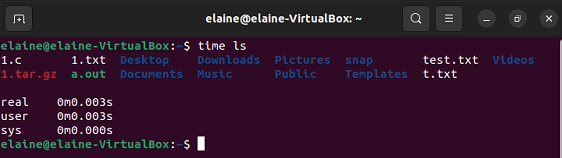 elaine@elaine-VirtualBox: ~
elaine@elaine-VirtualBox:~$ time ls
1.c 1.txt Desktop Downloads Pictures snap test.txt Videos
1.tar.gz a.out Documents Music Public Templates t.txt
real 0m0.003s
user 0m0.003s
sys 0m0.000s
elaine@elaine-VirtualBox:~$